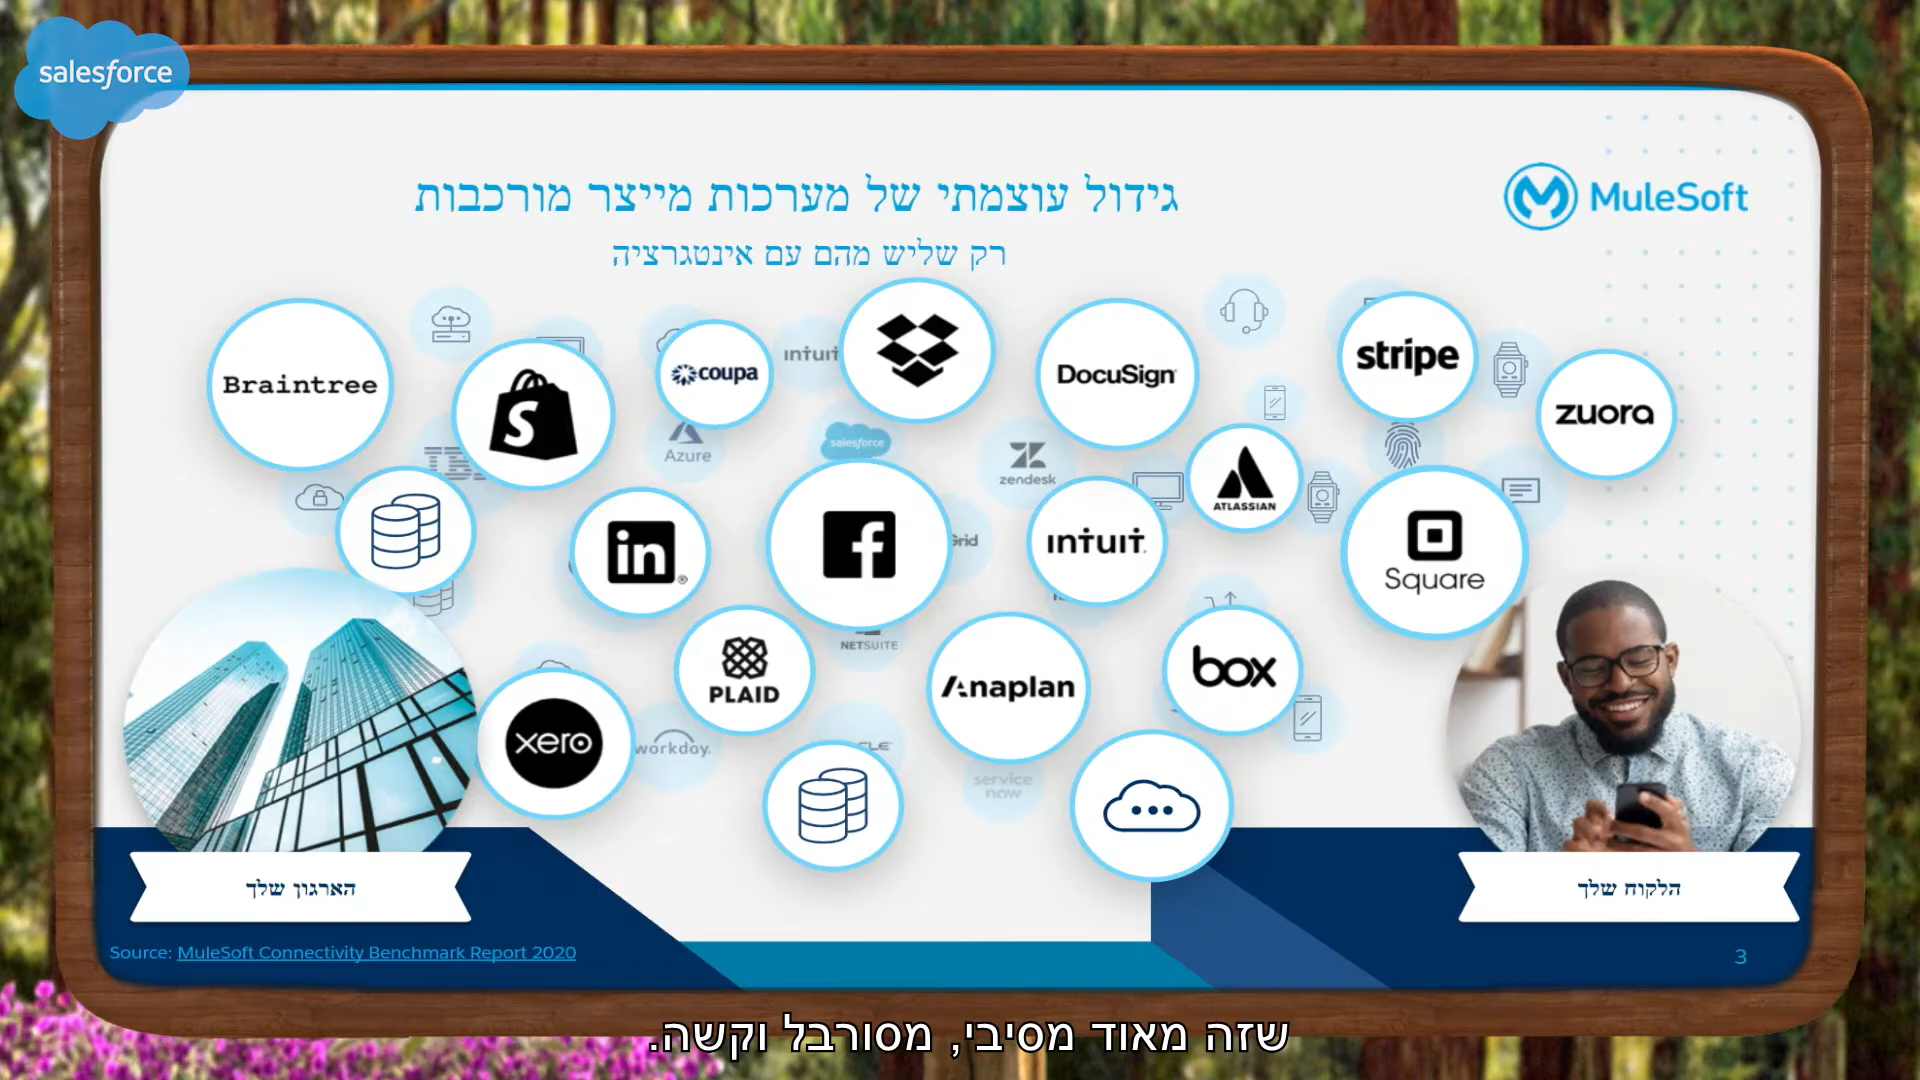 salesforce
גידול עוצמתי של מערכות מייצר מורכבות
רק שליש מהם עם אינטגרציה
MuleSoft
Braintree
coupa
intuit
DocuSign
stripe
zuora
IBM
Azure
salesforce
zendesk
ATLASSIAN
in
f
Grid
intuit
Square
PLAID
NETSUITE
Anaplan
box
xero
workday.
service
now
הארגון שלך
הלקוח שלך
Source: MuleSoft Connectivity Benchmark Report 2020
3
שזה מאוד מסיבי, מסורבל וקשה.